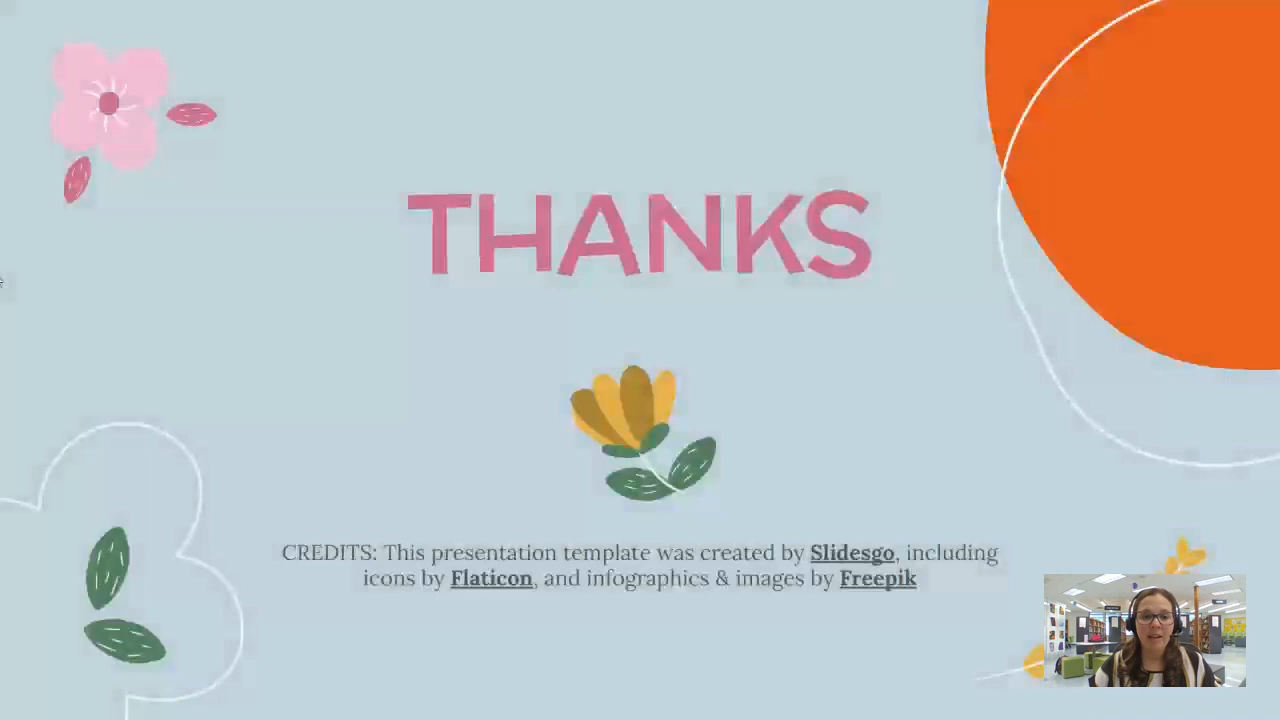 THANKS
CREDITS: This presentation template was created by Slidesgo, including
icons by Flaticon, and infographics & images by Freepik